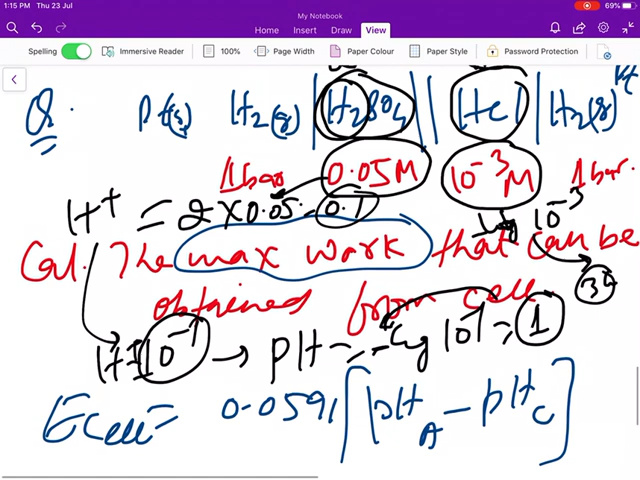 1:15 PM Thu 23 Jul
69%
My Notebook
Home Insert Draw View
Spelling Immersive Reader 100% Page Width Paper Colour Paper Style Password Protection
Q. Pt(s) H2(g) | H2SO4 || HCl | H2(g) Pt
1 bar 0.05M 10^-3 M 1 bar.
H+ = 2 X 0.05 = 0.1 10^-3
Cal. The max work that can be
obtained from cell
H+ 10^-1 → PH = -log 10^-1 = 1
Ecell = 0.0591 [pH_A - pH_C]